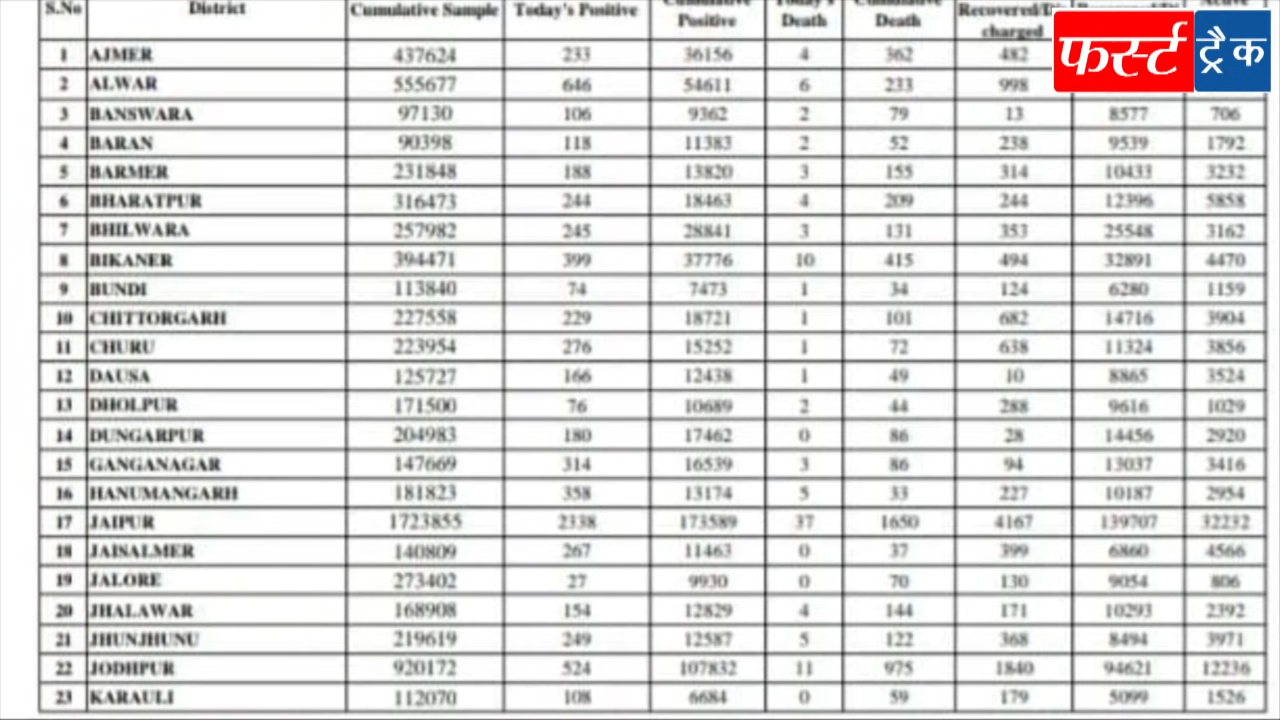 S.No District Cumulative Sample Today's Positive Cumulative Positive Today's Death Cumulative Death Recovered/Dis charged
फर्स्ट ट्रैक
1 AJMER 437624 233 36156 4 362 482
2 ALWAR 555677 646 54611 6 233 998
3 BANSWARA 97130 106 9362 2 79 13 8577 706
4 BARAN 90398 118 11383 2 52 238 9539 1792
5 BARMER 231848 188 13820 3 155 314 10433 3232
6 BHARATPUR 316473 244 18463 4 209 244 12396 5858
7 BHILWARA 257982 245 28841 3 131 353 25548 3162
8 BIKANER 394471 399 37776 10 415 494 32891 4470
9 BUNDI 113840 74 7473 1 34 124 6280 1159
10 CHITTORGARH 227558 229 18721 1 101 682 14716 3904
11 CHURU 223954 276 15252 1 72 638 11324 3856
12 DAUSA 125727 166 12438 1 49 10 8865 3524
13 DHOLPUR 171500 76 10689 2 44 288 9616 1029
14 DUNGARPUR 204983 180 17462 0 86 28 14456 2920
15 GANGANAGAR 147669 314 16539 3 86 94 13037 3416
16 HANUMANGARH 181823 358 13174 5 33 227 10187 2954
17 JAIPUR 1723855 2338 173589 37 1650 4167 139707 32232
18 JAISALMER 140809 267 11463 0 37 399 6860 4566
19 JALORE 273402 27 9930 0 70 130 9054 806
20 JHALAWAR 168908 154 12829 4 144 171 10293 2392
21 JHUNJHUNU 219619 249 12587 5 122 368 8494 3971
22 JODHPUR 920172 524 107832 11 975 1840 94621 12236
23 KARAULI 112070 108 6684 0 59 179 5099 1526